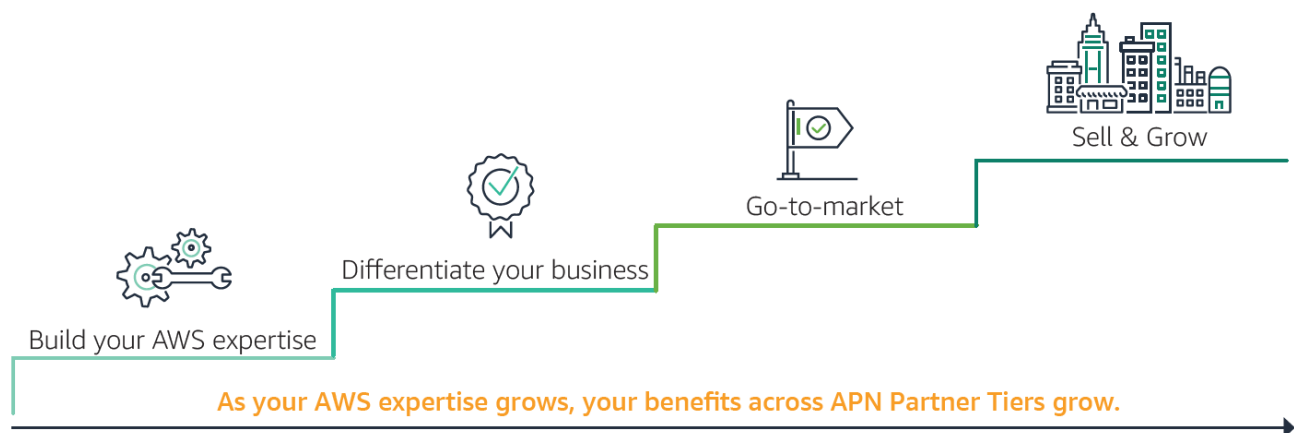 Build your AWS expertise
Differentiate your business
Go-to-market
Sell & Grow
As your AWS expertise grows, your benefits across APN Partner Tiers grow.